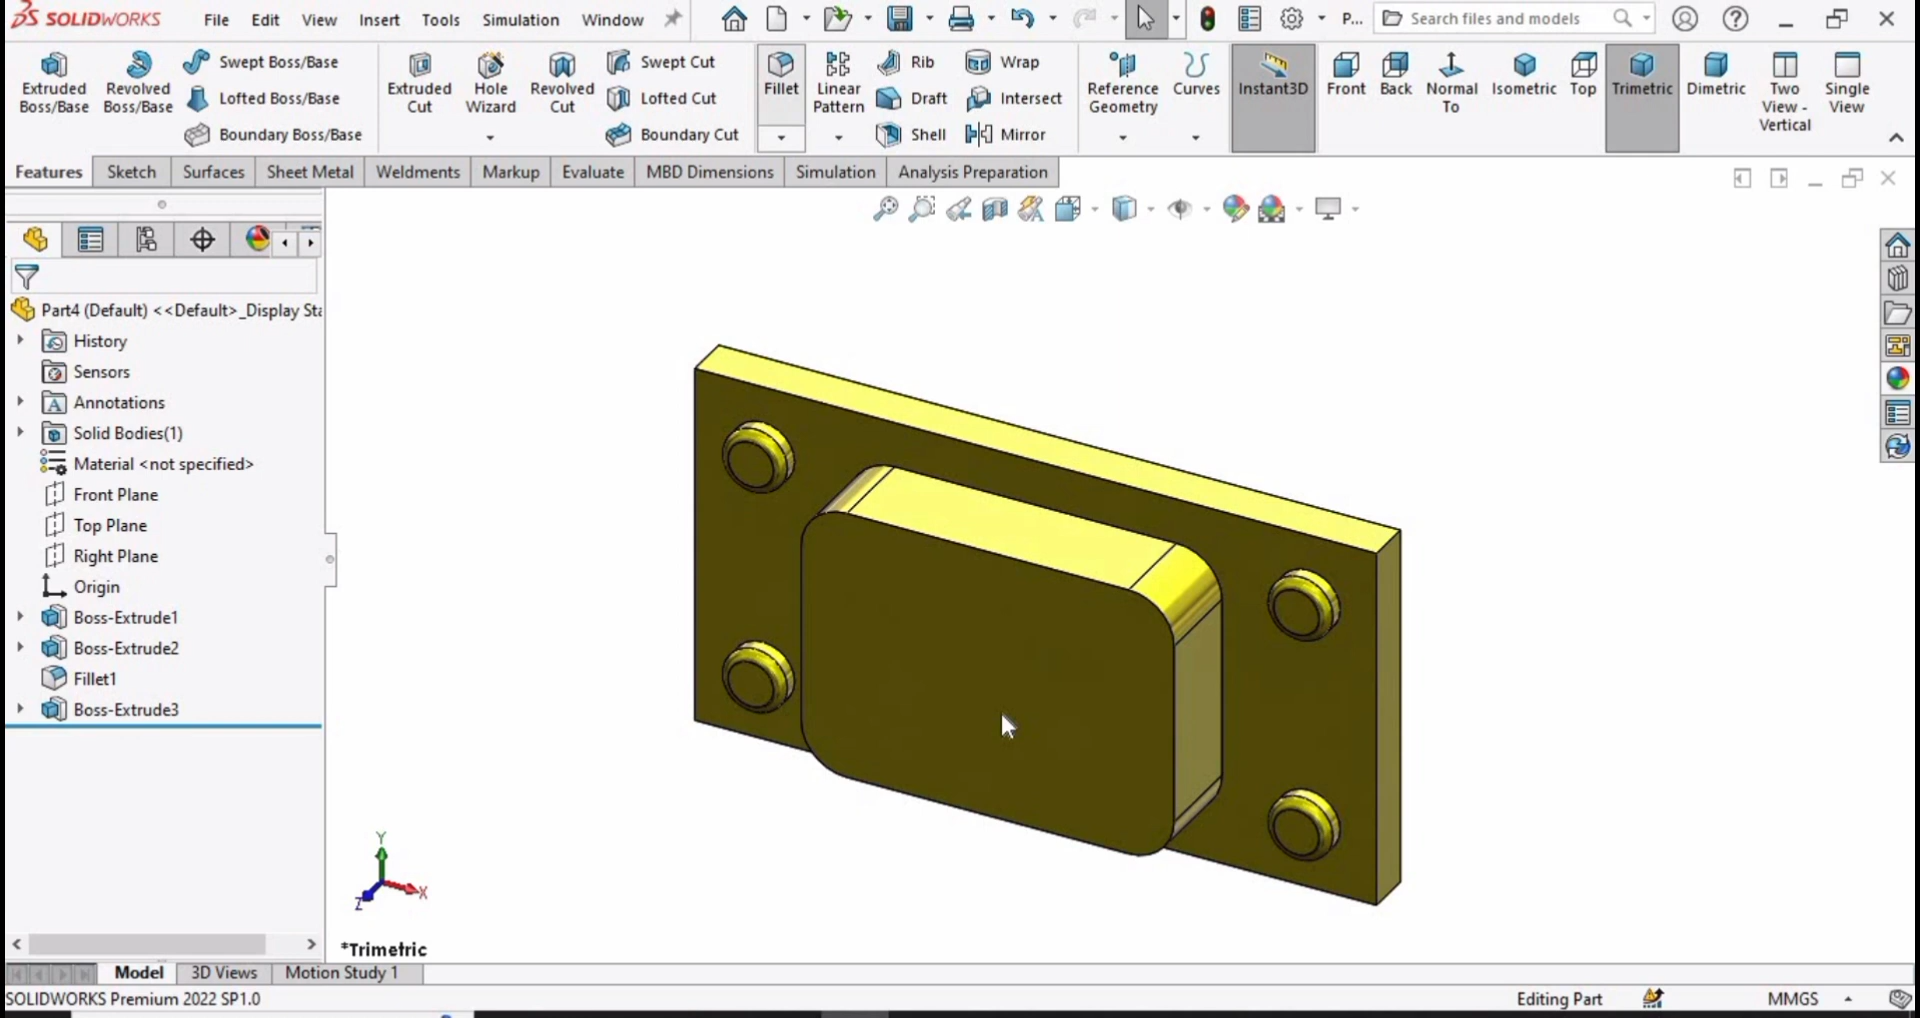 SOLIDWORKS File Edit View Insert Tools Simulation Window P... Search files and models
Extruded Boss/Base
Revolved Boss/Base
Swept Boss/Base
Lofted Boss/Base
Boundary Boss/Base
Extruded Cut
Hole Wizard
Revolved Cut
Swept Cut
Lofted Cut
Boundary Cut
Fillet
Linear Pattern
Rib
Draft
Shell
Wrap
Intersect
Mirror
Reference Geometry
Curves
Instant3D
Front
Back
Normal To
Isometric
Top
Trimetric
Dimetric
Two View - Vertical
Single View
Features Sketch Surfaces Sheet Metal Weldments Markup Evaluate MBD Dimensions Simulation Analysis Preparation
Part4 (Default) <<Default>_Display Sta
History
Sensors
Annotations
Solid Bodies(1)
Material <not specified>
Front Plane
Top Plane
Right Plane
Origin
Boss-Extrude1
Boss-Extrude2
Fillet1
Boss-Extrude3
Y
X
Z
*Trimetric
Model 3D Views Motion Study 1
SOLIDWORKS Premium 2022 SP1.0 Editing Part MMGS